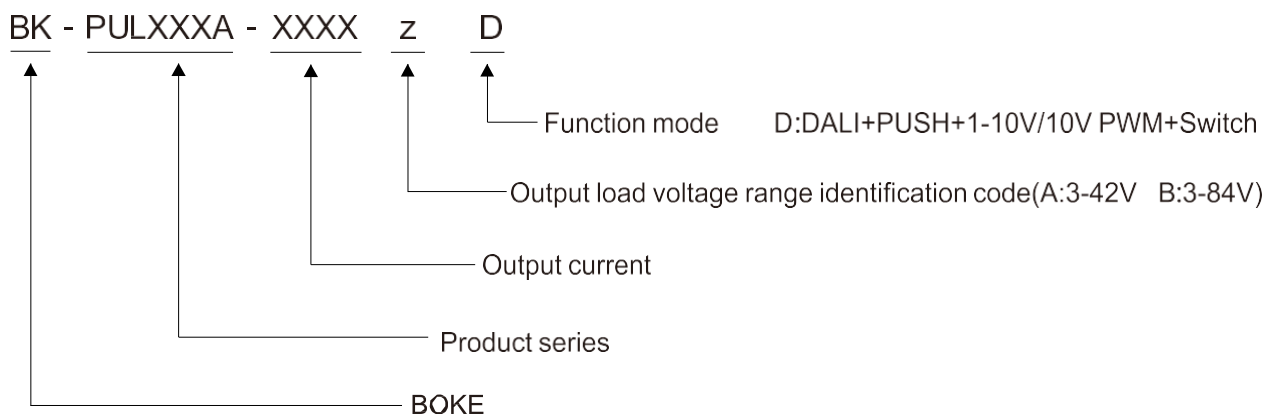 BK - PULXXXA - XXXX z D
Function mode D:DALI+PUSH+1-10V/10V PWM+Switch
Output load voltage range identification code(A:3-42V B:3-84V)
Output current
Product series
BOKE